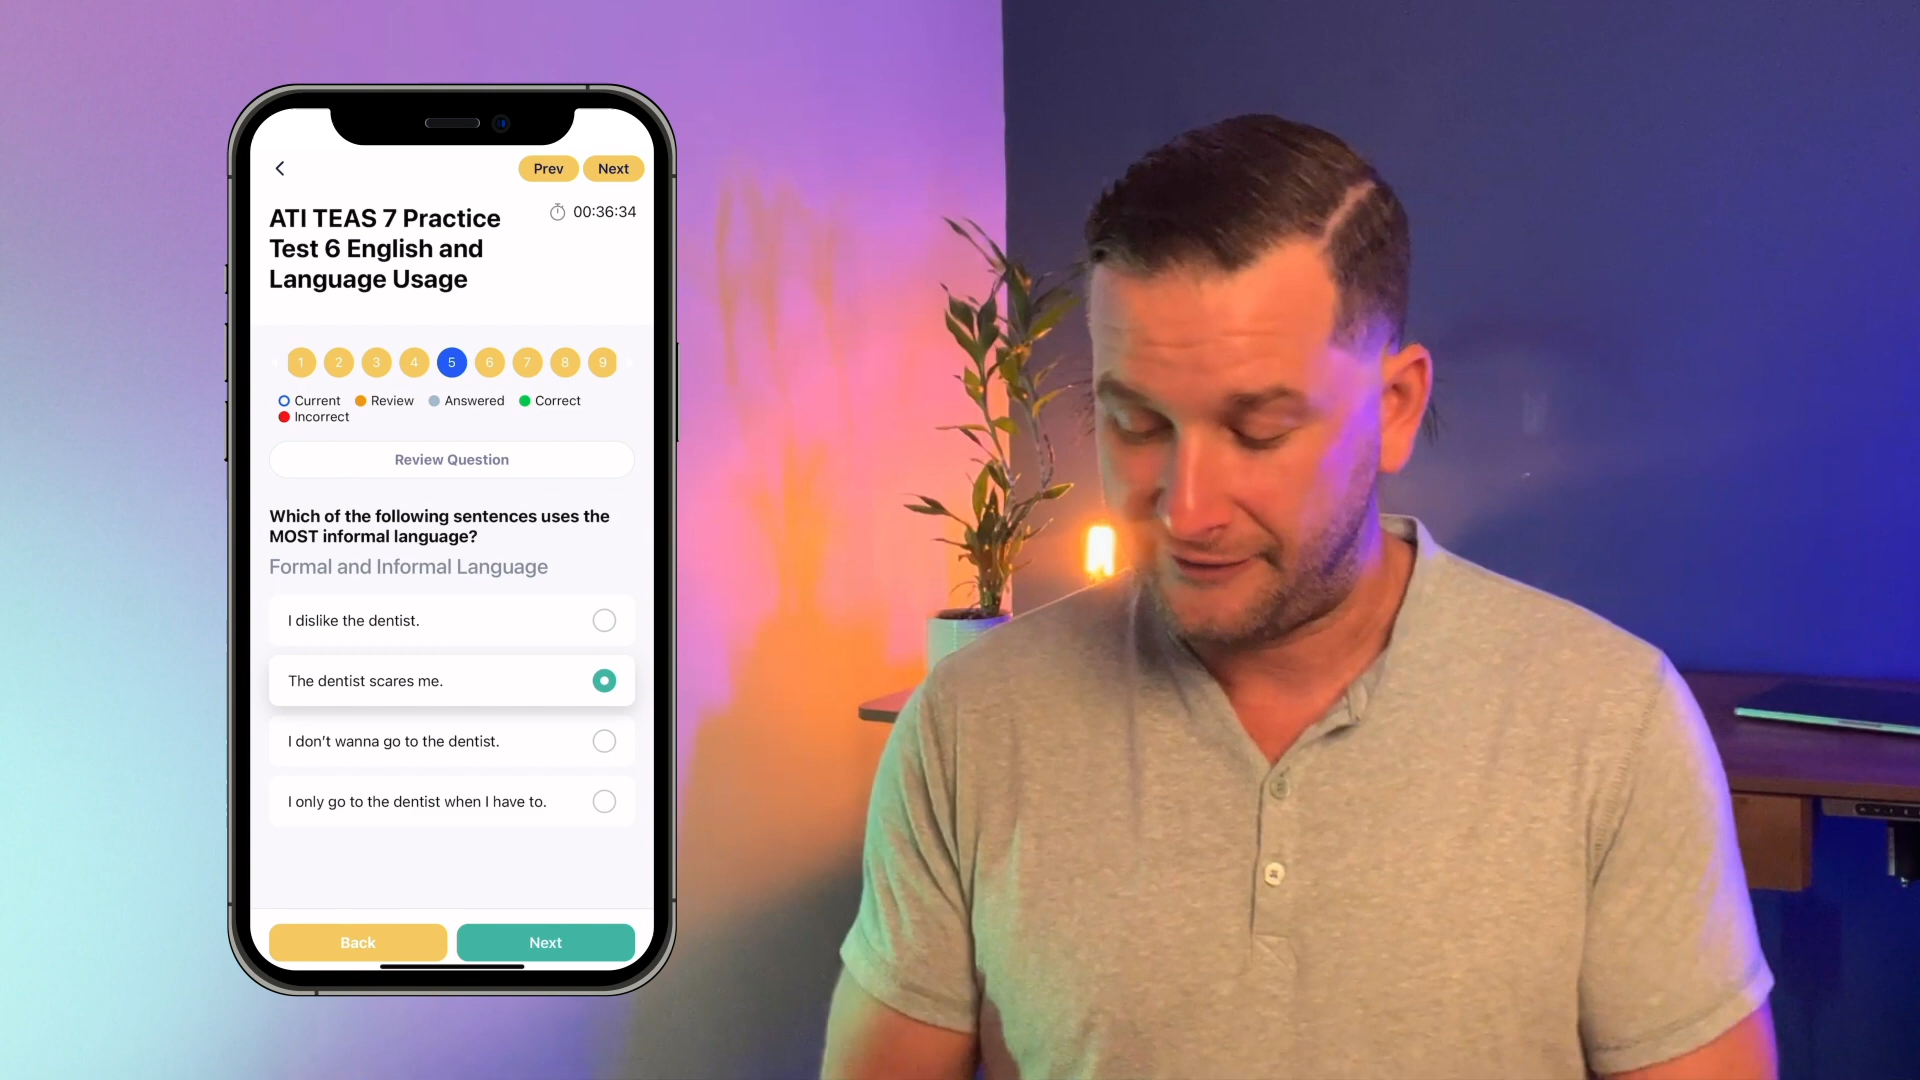 Prev Next
00:36:34
ATI TEAS 7 Practice
Test 6 English and
Language Usage
1 2 3 4 5 6 7 8 9
Current Review Answered Correct
Incorrect
Review Question
Which of the following sentences uses the
MOST informal language?
Formal and Informal Language
I dislike the dentist.
The dentist scares me.
I don't wanna go to the dentist.
I only go to the dentist when I have to.
Back Next